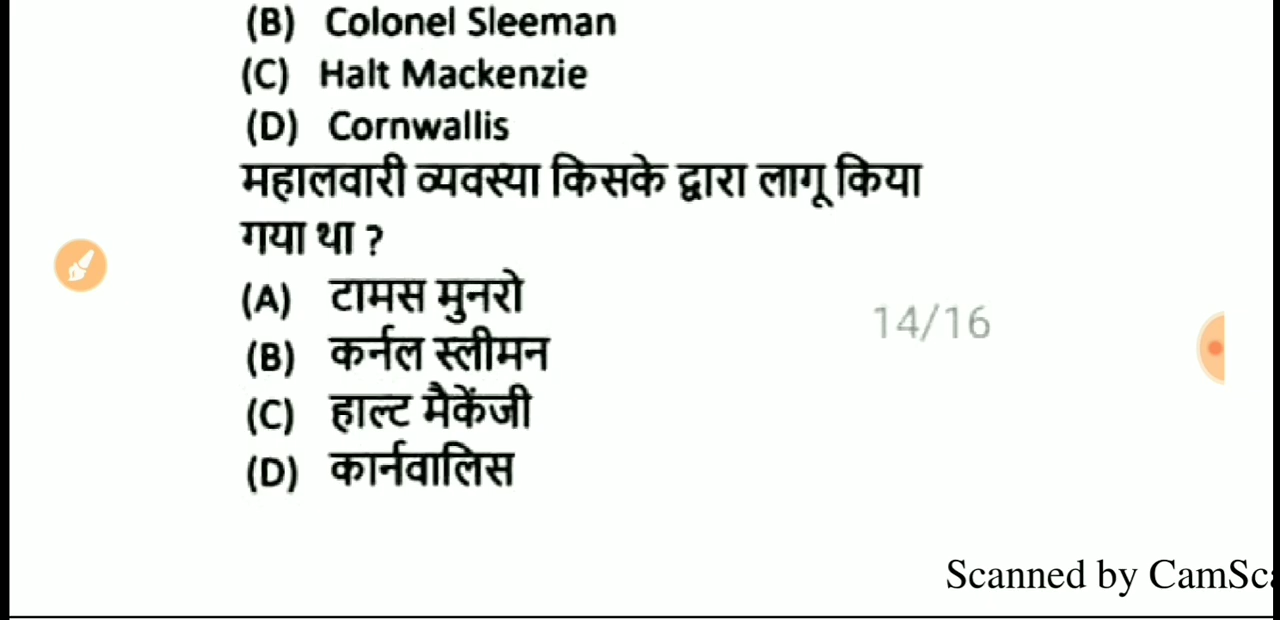 (B) Colonel Sleeman
(C) Halt Mackenzie
(D) Cornwallis
महालवारी व्यवस्था किसके द्वारा लागू किया
गया था ?
(A) टामस मुनरो
(B) कर्नल स्लीमन
(C) हाल्ट मैकेंजी
14/16
(D) कार्नवालिस
Scanned by CamSc